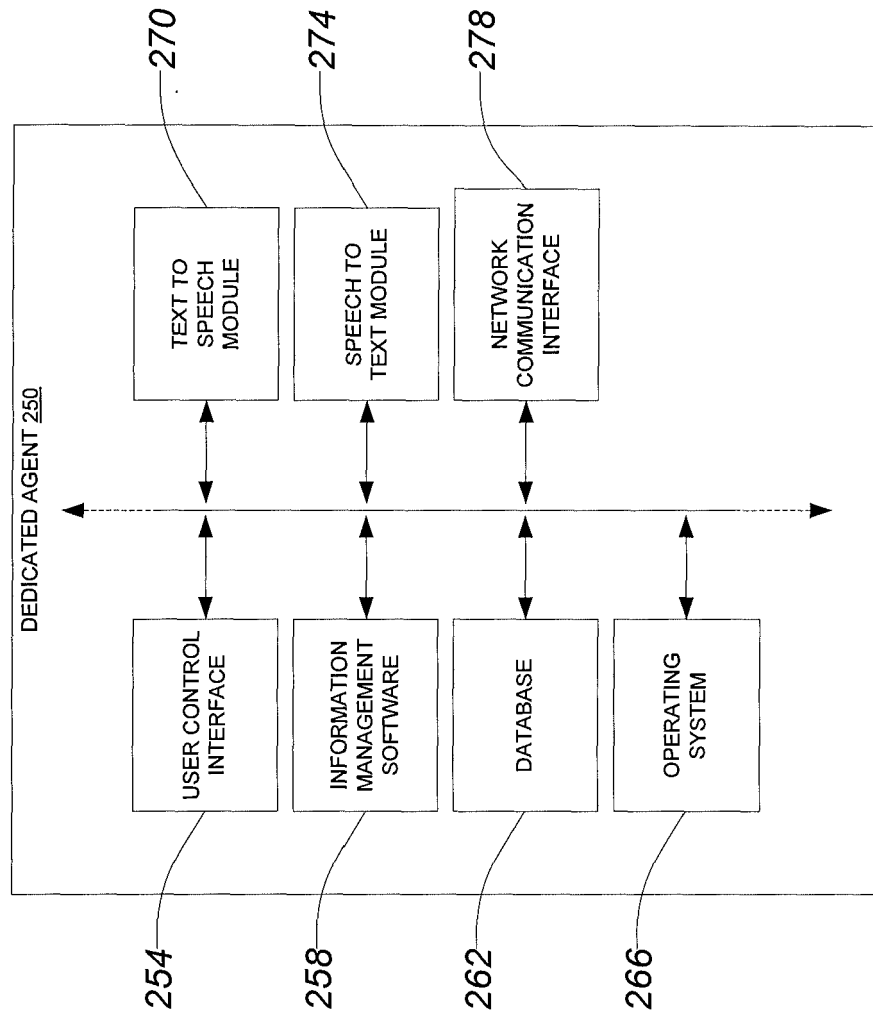 DEDICATED AGENT 250
USER CONTROL
INTERFACE
254
INFORMATION
MANAGEMENT
SOFTWARE
258
DATABASE
262
OPERATING
SYSTEM
266
TEXT TO
SPEECH
MODULE
270
SPEECH TO
TEXT MODULE
274
NETWORK
COMMUNICATION
INTERFACE
278